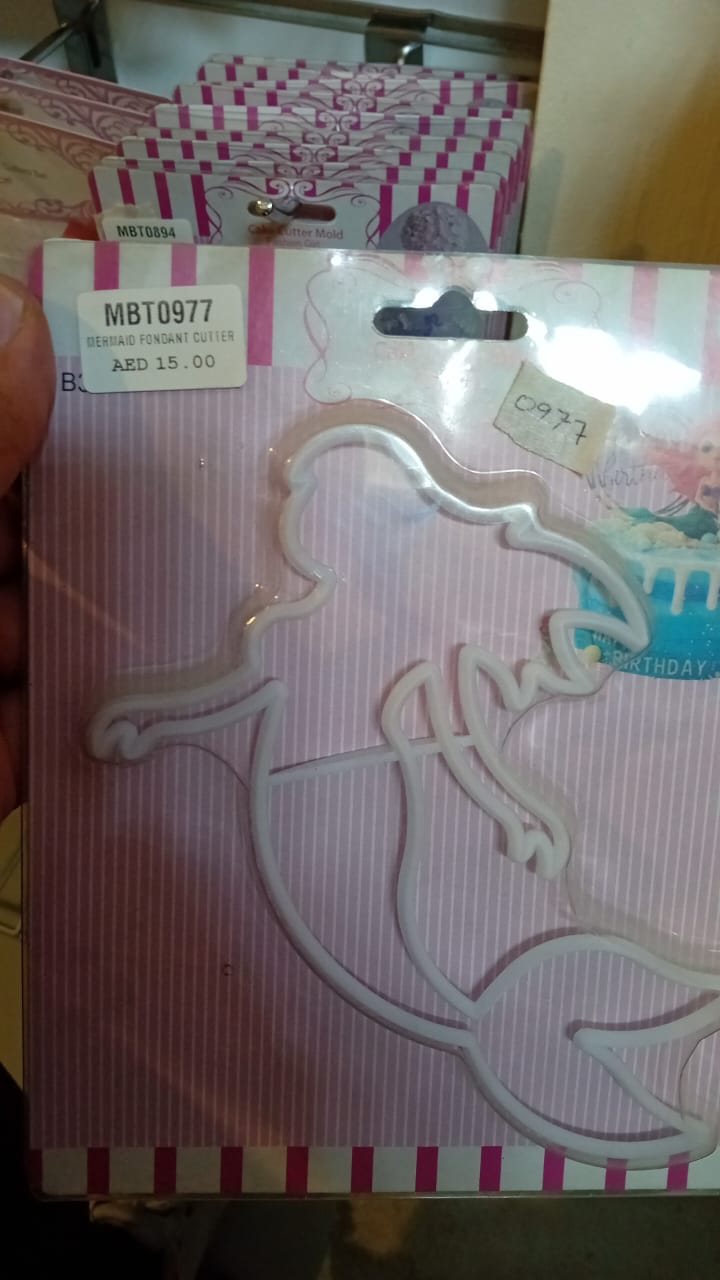 MBT0894
Cake Cutter Mold
MBT0977
MERMAID FONDANT CUTTER
AED 15.00
0977
BIRTHDAY